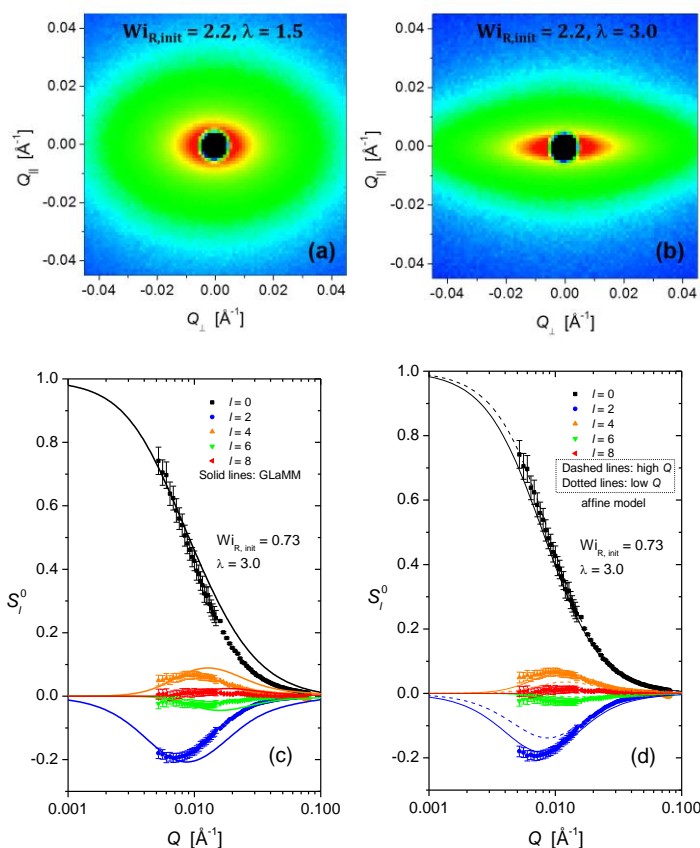 Wi_R,init = 2.2, λ = 1.5
0.04
0.02
0.00
-0.02
-0.04
Q_|| [Å⁻¹]
-0.04 -0.02 0.00 0.02 0.04
Q_⊥ [Å⁻¹]
(a)
Wi_R,init = 2.2, λ = 3.0
0.04
0.02
0.00
-0.02
-0.04
Q_|| [Å⁻¹]
-0.04 -0.02 0.00 0.02 0.04
Q_⊥ [Å⁻¹]
(b)
1.0
0.8
0.6
0.4
0.2
0.0
-0.2
S_l^0
l = 0
l = 2
l = 4
l = 6
l = 8
Solid lines: GLaMM
Wi_R, init = 0.73
λ = 3.0
(c)
0.001 0.010 0.100
Q [Å⁻¹]
1.0
0.8
0.6
0.4
0.2
0.0
-0.2
S_l^0
l = 0
l = 2
l = 4
l = 6
l = 8
Dashed lines: high Q
Dotted lines: low Q
affine model
Wi_R, init = 0.73
λ = 3.0
(d)
0.001 0.010 0.100
Q [Å⁻¹]